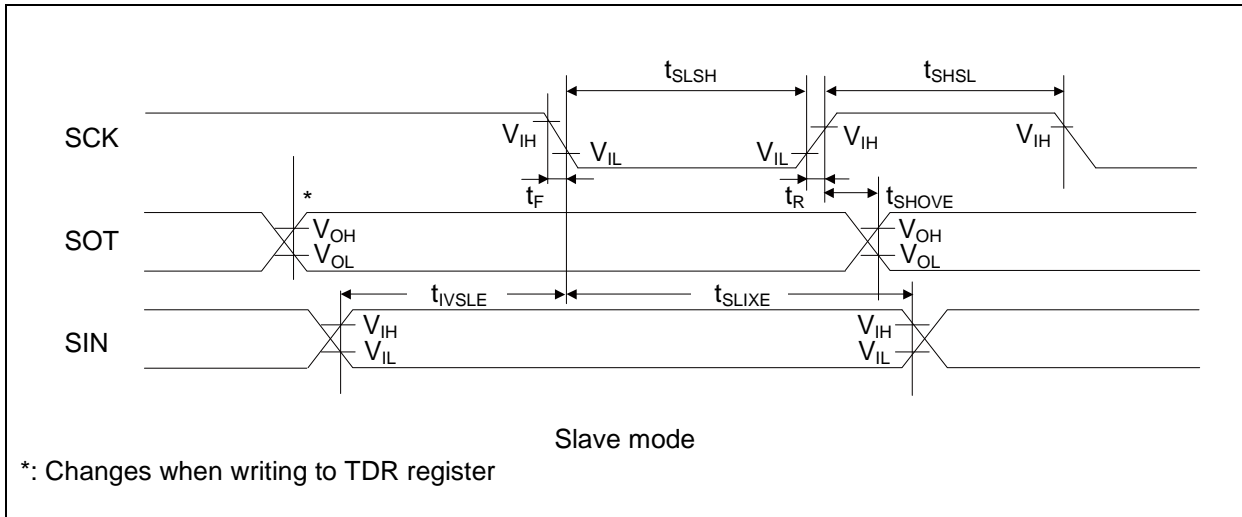 tSLSH tSHSL
SCK VIH VIL VIL VIH VIH
tF tR tSHOVE
*
SOT VOH VOH
VOL VOL
tIVSLE tSLIXE
SIN VIH VIH
VIL VIL
Slave mode
*: Changes when writing to TDR register